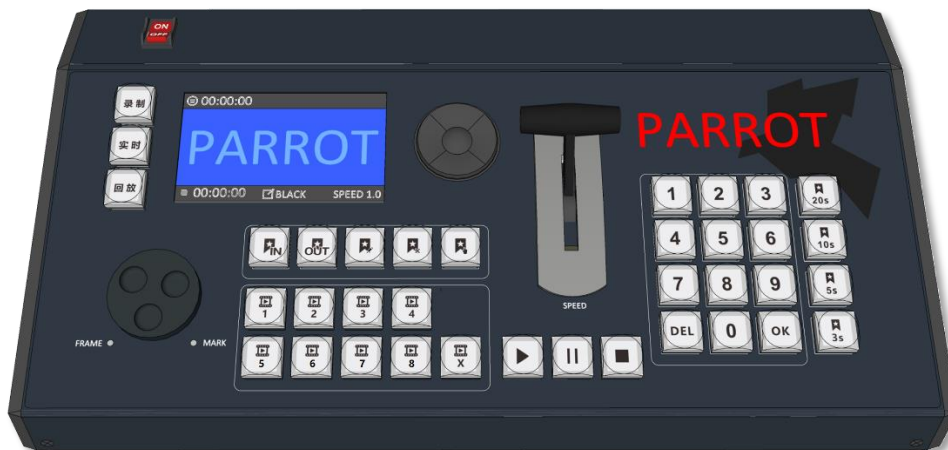 ON
OFF
录制
00:00:00
实时
PARROT
回放
00:00:00 BLACK SPEED 1.0
PARROT
1 2 3 20s
4 5 6 10s
7 8 9 5s
DEL 0 OK 3s
IN OUT
1 2 3 4
5 6 7 8 X
SPEED
FRAME MARK